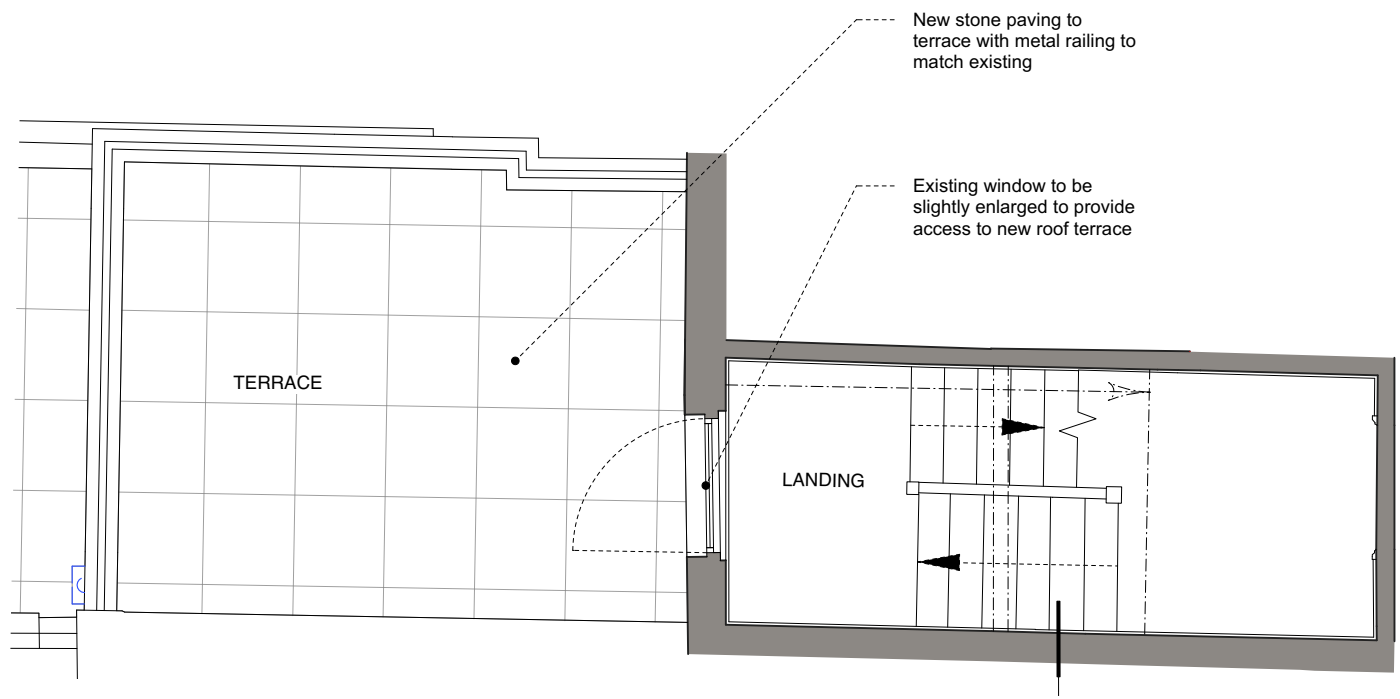 New stone paving to
terrace with metal railing to
match existing
Existing window to be
slightly enlarged to provide
access to new roof terrace
TERRACE
LANDING